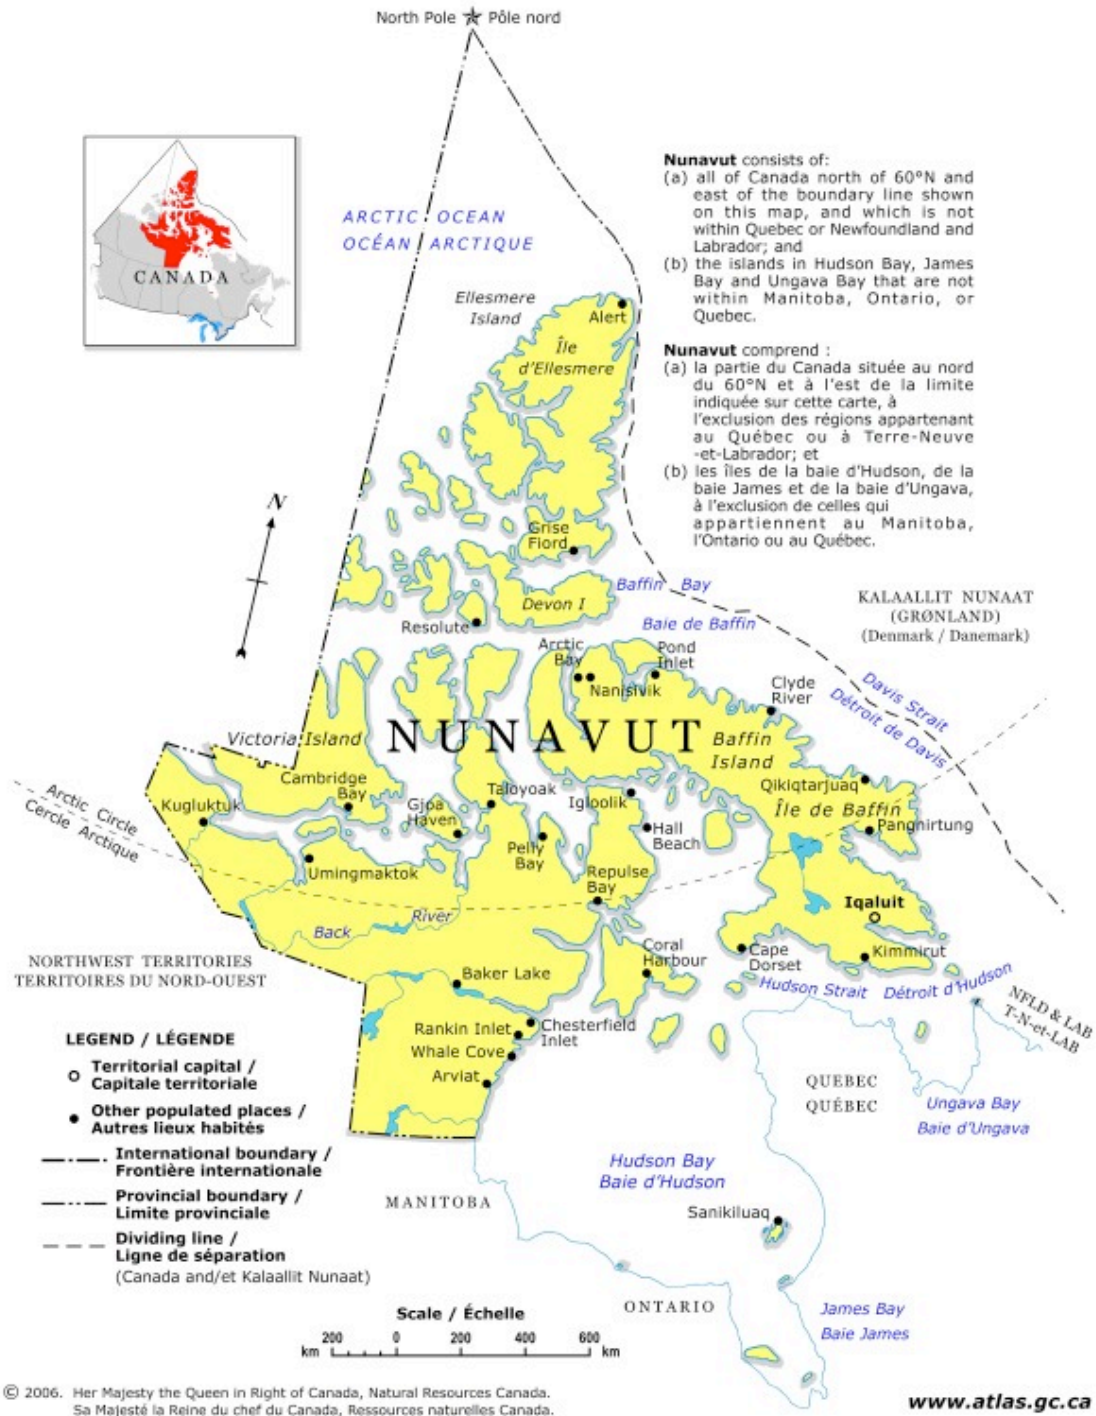 North Pole Pôle nord
ARCTIC OCEAN
OCÉAN ARCTIQUE
CANADA
Nunavut consists of:
(a) all of Canada north of 60°N and
east of the boundary line shown
on this map, and which is not
within Quebec or Newfoundland and
Labrador; and
(b) the islands in Hudson Bay, James
Bay and Ungava Bay that are not
within Manitoba, Ontario, or
Quebec.
Nunavut comprend :
(a) la partie du Canada située au nord
du 60°N et à l'est de la limite
indiquée sur cette carte, à
l'exclusion des régions appartenant
au Québec ou à Terre-Neuve
-et-Labrador; et
(b) les îles de la baie d'Hudson, de la
baie James et de la baie d'Ungava,
à l'exclusion de celles qui
appartiennent au Manitoba,
l'Ontario ou au Québec.
Ellesmere
Island
Alert
Île
d'Ellesmere
N
Grise
Fiord
Devon I
Resolute
Baffin Bay
Baie de Baffin
KALAALLIT NUNAAT
(GRØNLAND)
(Denmark / Danemark)
Arctic
Bay
Nanisivik
Pond
Inlet
Clyde
River
Davis Strait
Détroit de Davis
NUNAVUT
Victoria Island
Baffin
Island
Cambridge
Bay
Kugluktuk
Gjoa
Haven
Taloyoak
Igloolik
Qikiqtarjuaq
Île de Baffin
Arctic Circle
Cercle Arctique
Hall
Beach
Pangnirtung
Pelly
Bay
Umingmaktok
Repulse
Bay
Iqaluit
Back River
Coral
Harbour
Cape
Dorset
Kimmirut
NORTHWEST TERRITORIES
TERRITOIRES DU NORD-OUEST
Baker Lake
Hudson Strait Détroit d'Hudson
NFLD & LAB
T-N-et-LAB
Rankin Inlet
Chesterfield
Inlet
Whale Cove
Arviat
QUEBEC
QUÉBEC
Ungava Bay
Baie d'Ungava
Hudson Bay
Baie d'Hudson
MANITOBA
Sanikiluaq
ONTARIO
James Bay
Baie James
LEGEND / LÉGENDE
Territorial capital /
Capitale territoriale
Other populated places /
Autres lieux habités
International boundary /
Frontière internationale
Provincial boundary /
Limite provinciale
Dividing line /
Ligne de séparation
(Canada and/et Kalaallit Nunaat)
Scale / Échelle
200 0 200 400 600
km km
© 2006. Her Majesty the Queen in Right of Canada, Natural Resources Canada.
Sa Majesté la Reine du chef du Canada, Ressources naturelles Canada.
www.atlas.gc.ca